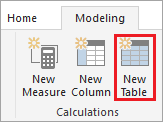 Home Modeling
New Measure
New Column
New Table
Calculations